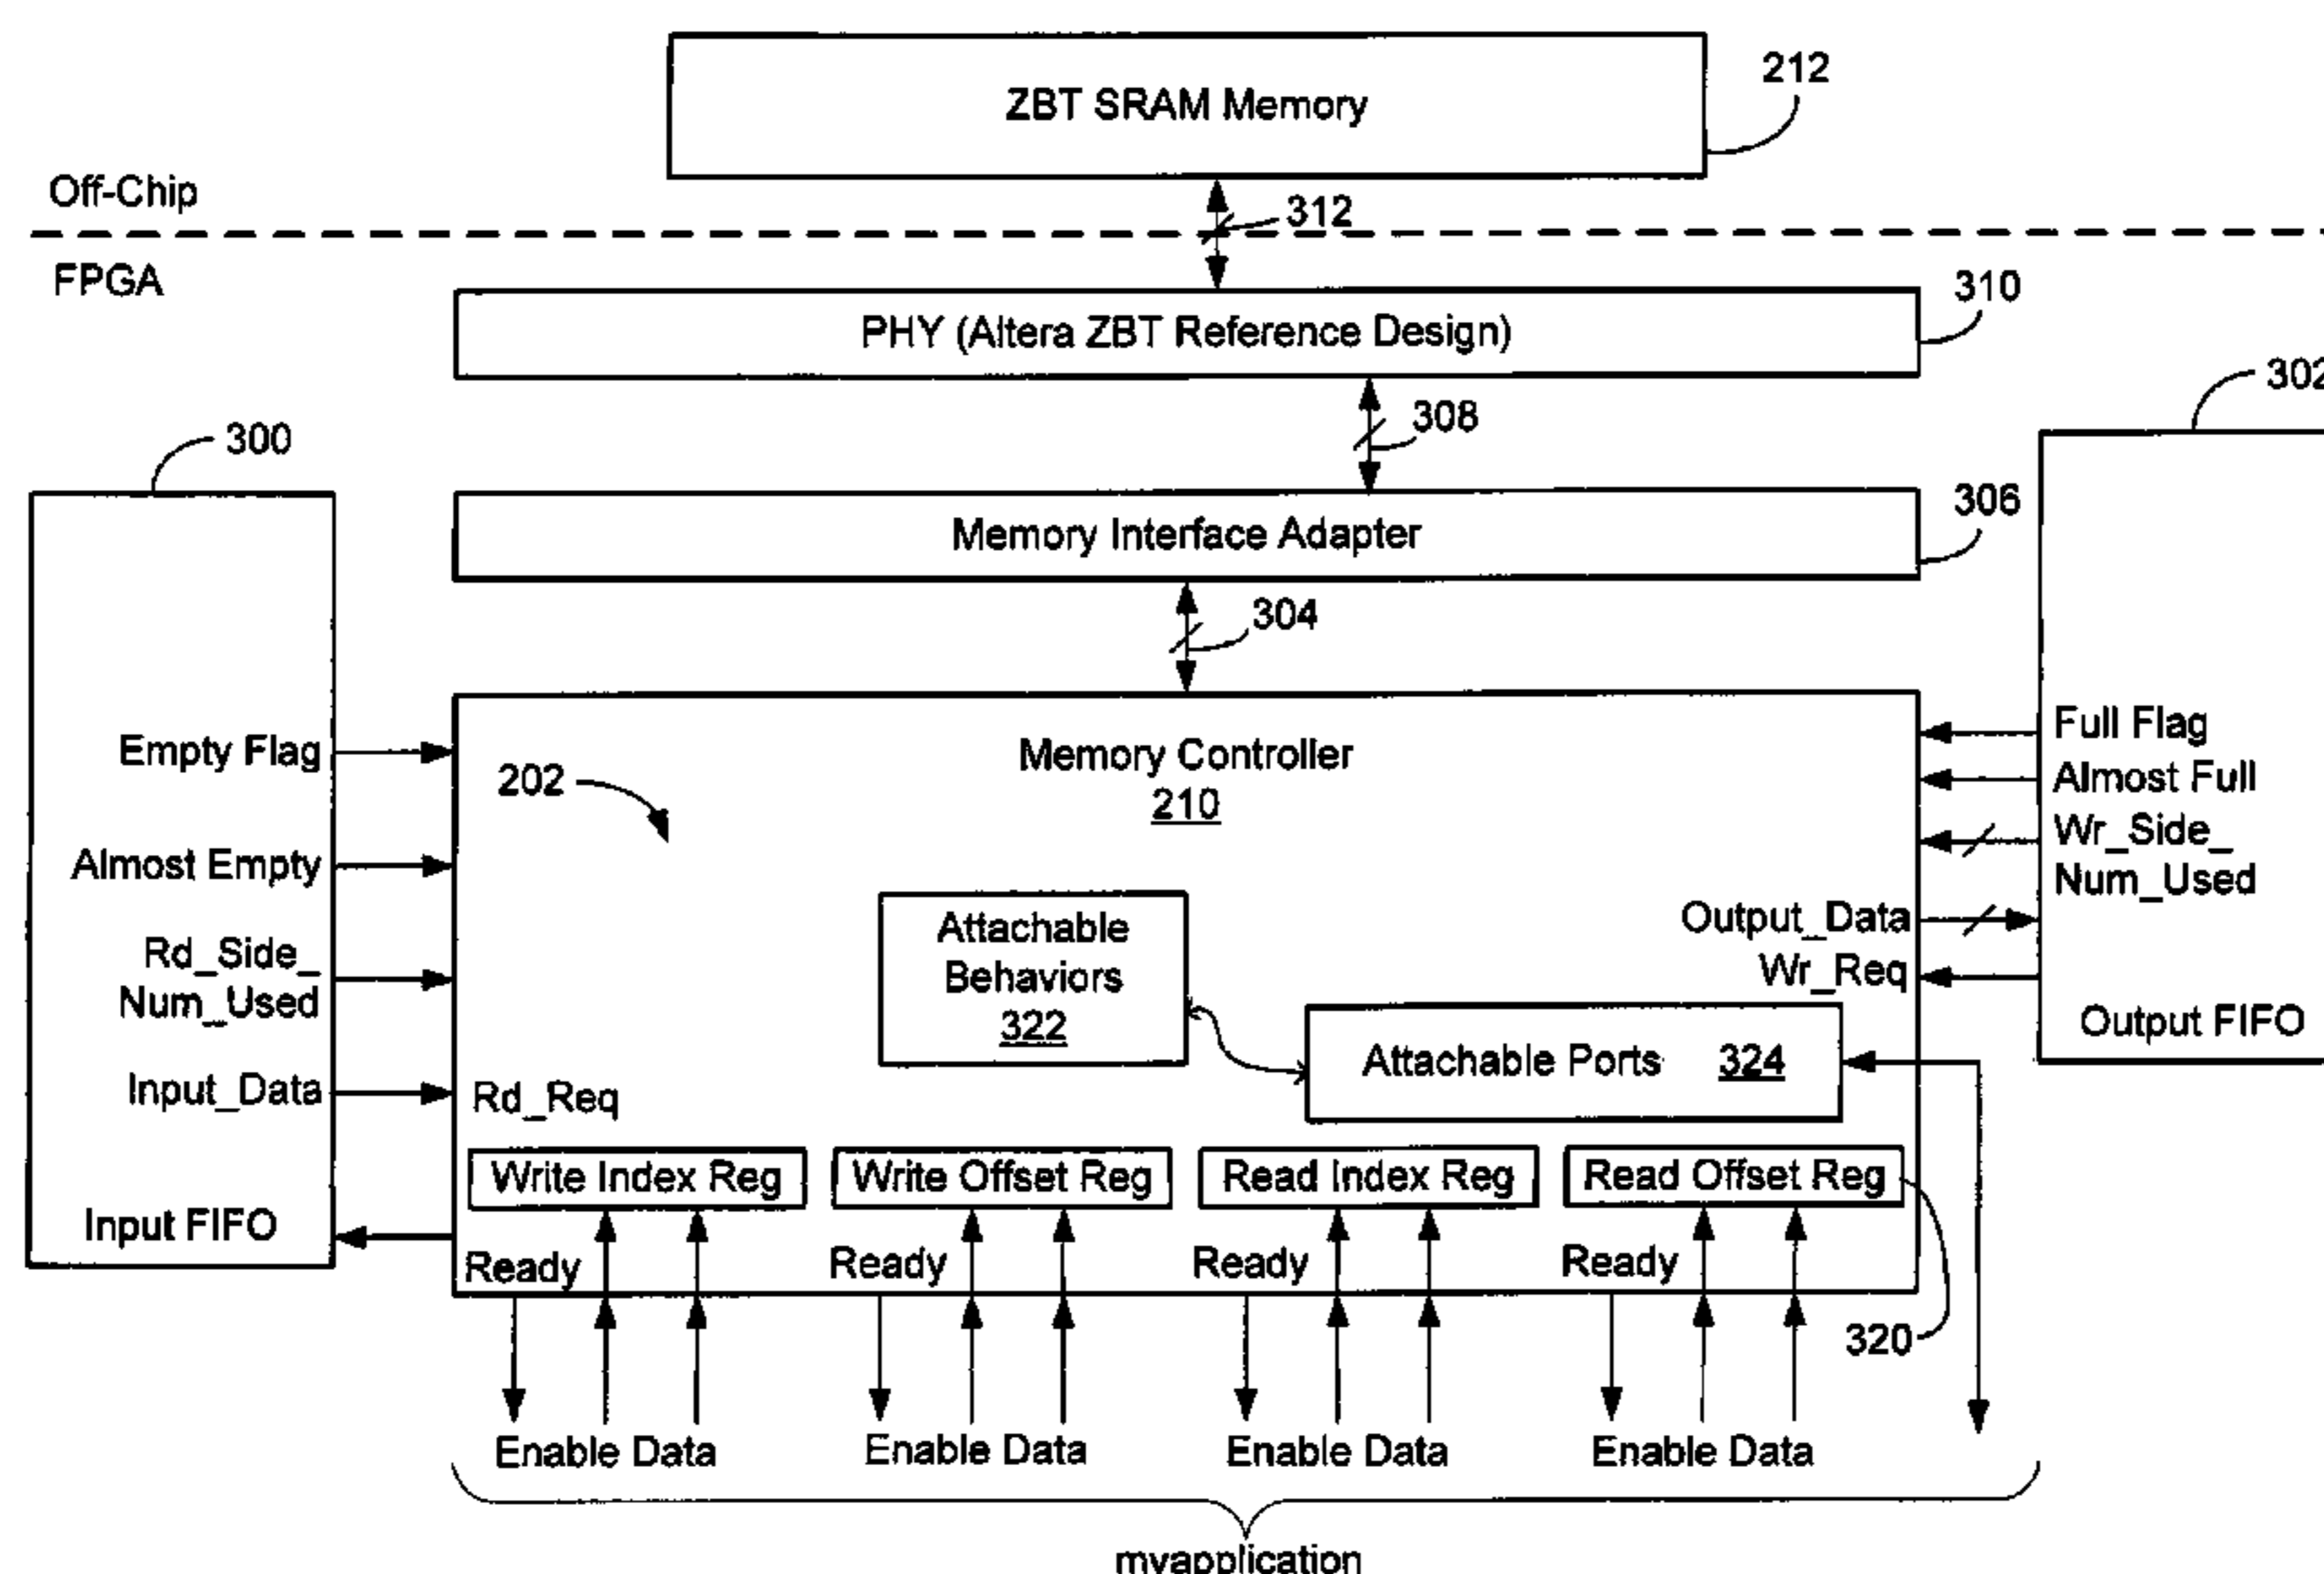 ZBT SRAM Memory
212
Off-Chip
312
FPGA
310
PHY (Altera ZBT Reference Design)
302
308
300
306
Memory Interface Adapter
304
Empty Flag
Almost Empty
Rd_Side_
Num_Used
Input_Data
Input FIFO
Memory Controller
210
202
Attachable
Behaviors
322
Attachable Ports 324
Rd_Req
Output_Data
Wr_Req
Full Flag
Almost Full
Wr_Side_
Num_Used
Output FIFO
Write Index Reg
Write Offset Reg
Read Index Reg
Read Offset Reg
Ready
Ready
Ready
Ready
320
Enable Data
Enable Data
Enable Data
Enable Data
myapplication